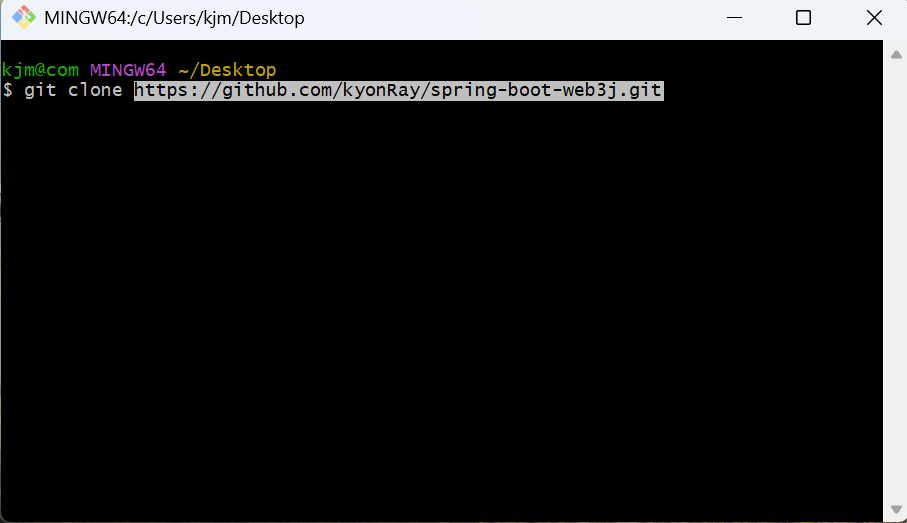 MINGW64:/c/Users/kjm/Desktop
kjm@com MINGW64 ~/Desktop
$ git clone https://github.com/kyonRay/spring-boot-web3j.git